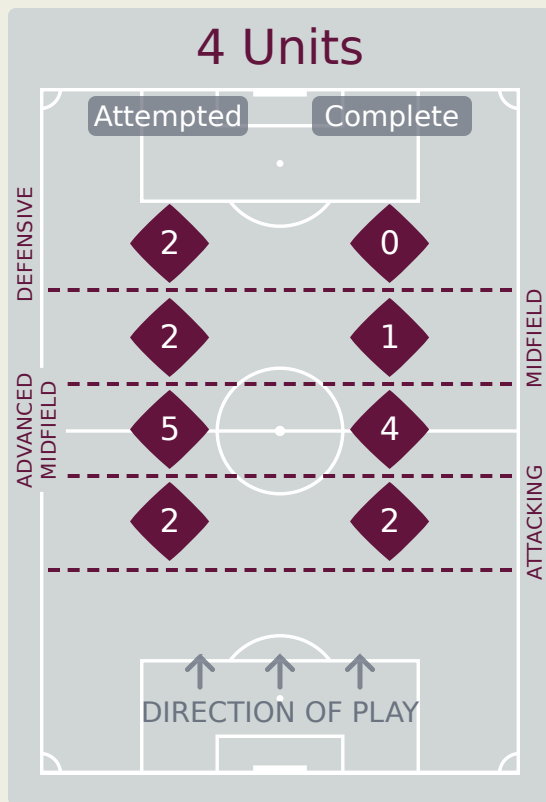 4 Units
Attempted Complete
DEFENSIVE
2 0
MIDFIELD
2 1
ADVANCED
MIDFIELD
5 4
ATTACKING
2 2
DIRECTION OF PLAY